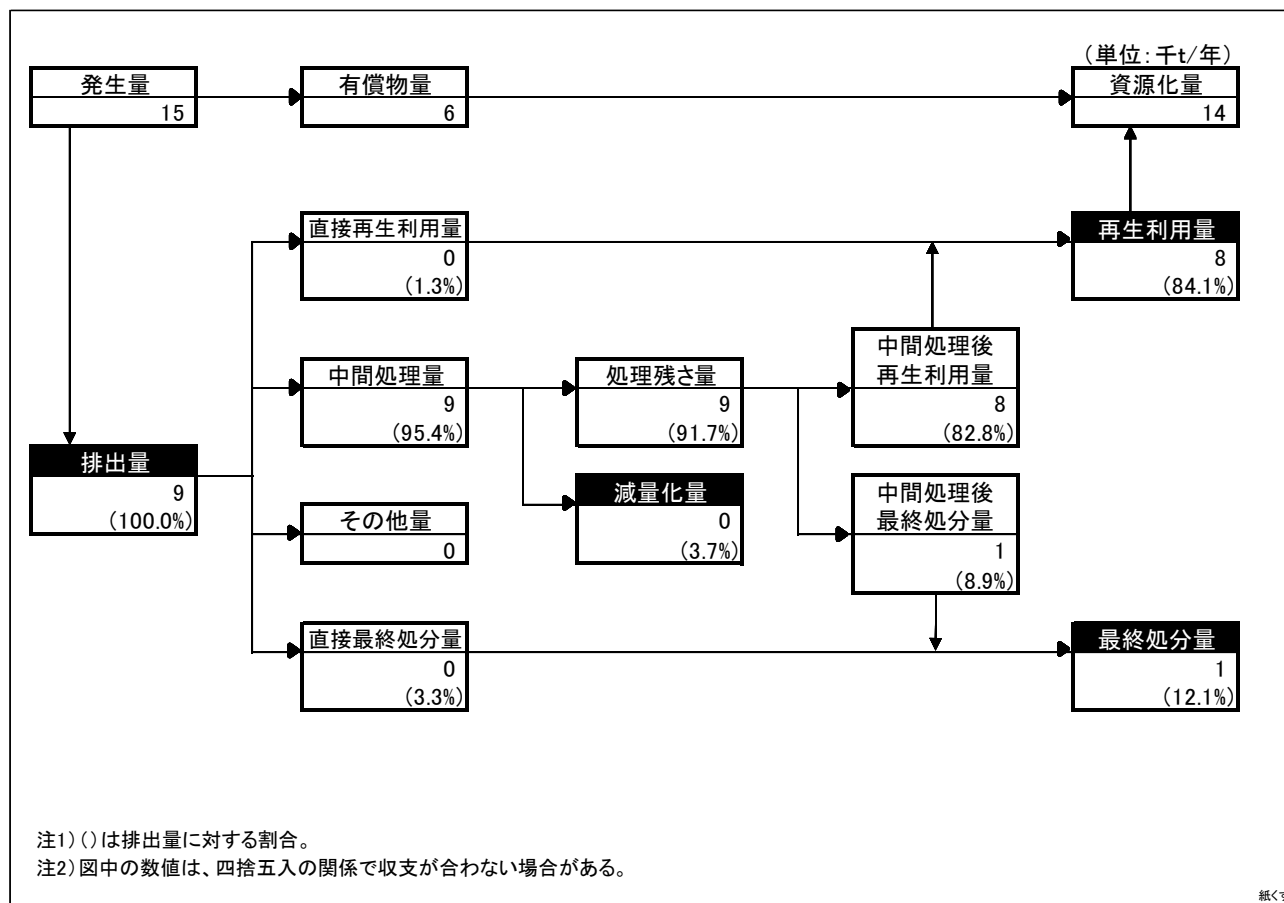 (単位:千t/年)
発生量
15
有償物量
6
資源化量
14
直接再生利用量
0
(1.3%)
再生利用量
8
(84.1%)
中間処理量
9
(95.4%)
処理残さ量
9
(91.7%)
中間処理後
再生利用量
8
(82.8%)
排出量
9
(100.0%)
その他量
0
減量化量
0
(3.7%)
中間処理後
最終処分量
1
(8.9%)
直接最終処分量
0
(3.3%)
最終処分量
1
(12.1%)
注1)()は排出量に対する割合。
注2)図中の数値は、四捨五入の関係で収支が合わない場合がある。
紙くず